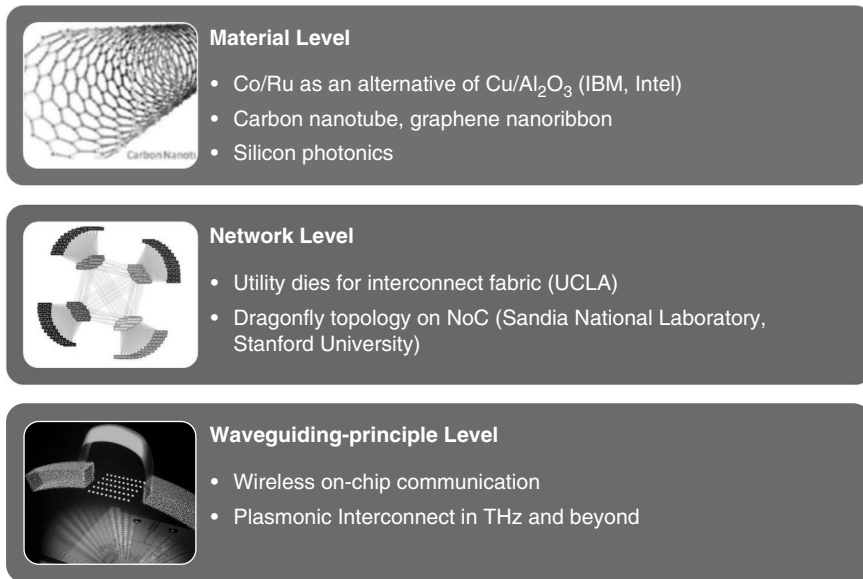 Material Level
• Co/Ru as an alternative of Cu/Al₂O₃ (IBM, Intel)
• Carbon nanotube, graphene nanoribbon
• Silicon photonics
Carbon Nanotu
Network Level
• Utility dies for interconnect fabric (UCLA)
• Dragonfly topology on NoC (Sandia National Laboratory,
Stanford University)
Waveguiding-principle Level
• Wireless on-chip communication
• Plasmonic Interconnect in THz and beyond